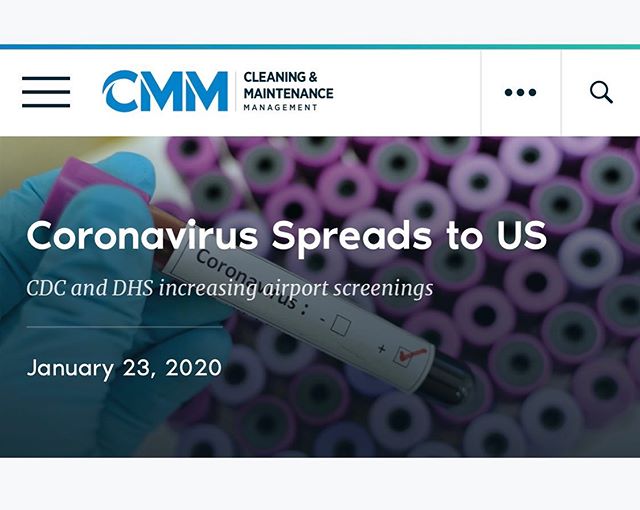 CMM
CLEANING &
MAINTENANCE
MANAGEMENT
Coronavirus Spreads to US
Coronavirus :
- 
+
CDC and DHS increasing airport screenings
January 23, 2020